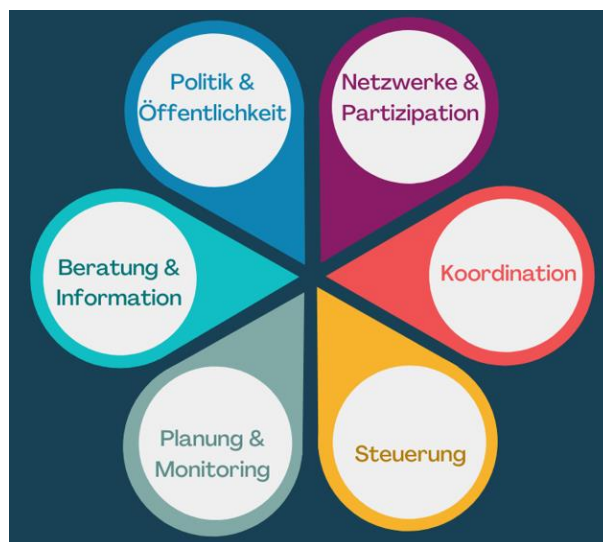 Politik &
Öffentlichkeit
Netzwerke &
Partizipation
Beratung &
Information
Koordination
Planung &
Monitoring
Steuerung